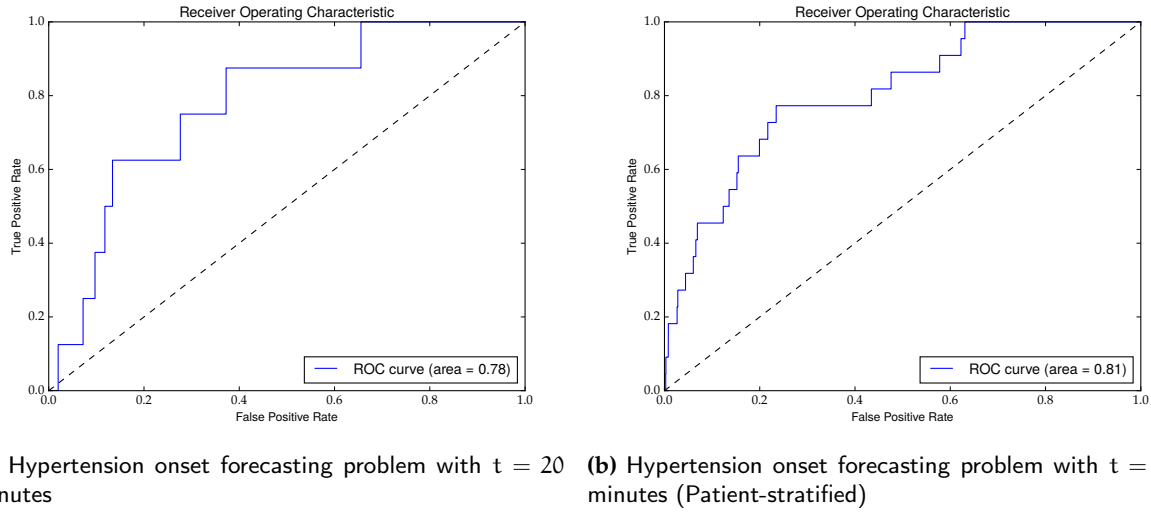 Receiver Operating Characteristic
1.0
0.8
0.6
0.4
0.2
0.0
True Positive Rate
0.0 0.2 0.4 0.6 0.8 1.0
False Positive Rate
ROC curve (area = 0.78)
Receiver Operating Characteristic
1.0
0.8
0.6
0.4
0.2
0.0
True Positive Rate
0.0 0.2 0.4 0.6 0.8 1.0
False Positive Rate
ROC curve (area = 0.81)
Hypertension onset forecasting problem with t = 20
nutes
(b) Hypertension onset forecasting problem with t =
minutes (Patient-stratified)